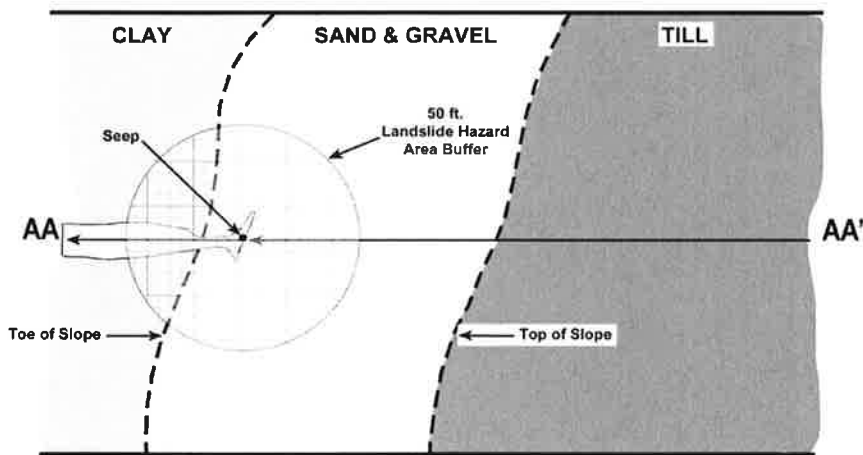 CLAY
SAND & GRAVEL
TILL
50 ft.
Landslide Hazard
Area Buffer
Seep
AA
AA'
Toe of Slope
Top of Slope